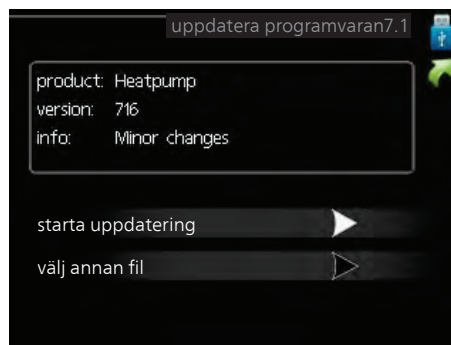 uppdatera programvaran7.1
product: Heatpump
version: 716
info: Minor changes
starta uppdatering
välj annan fil